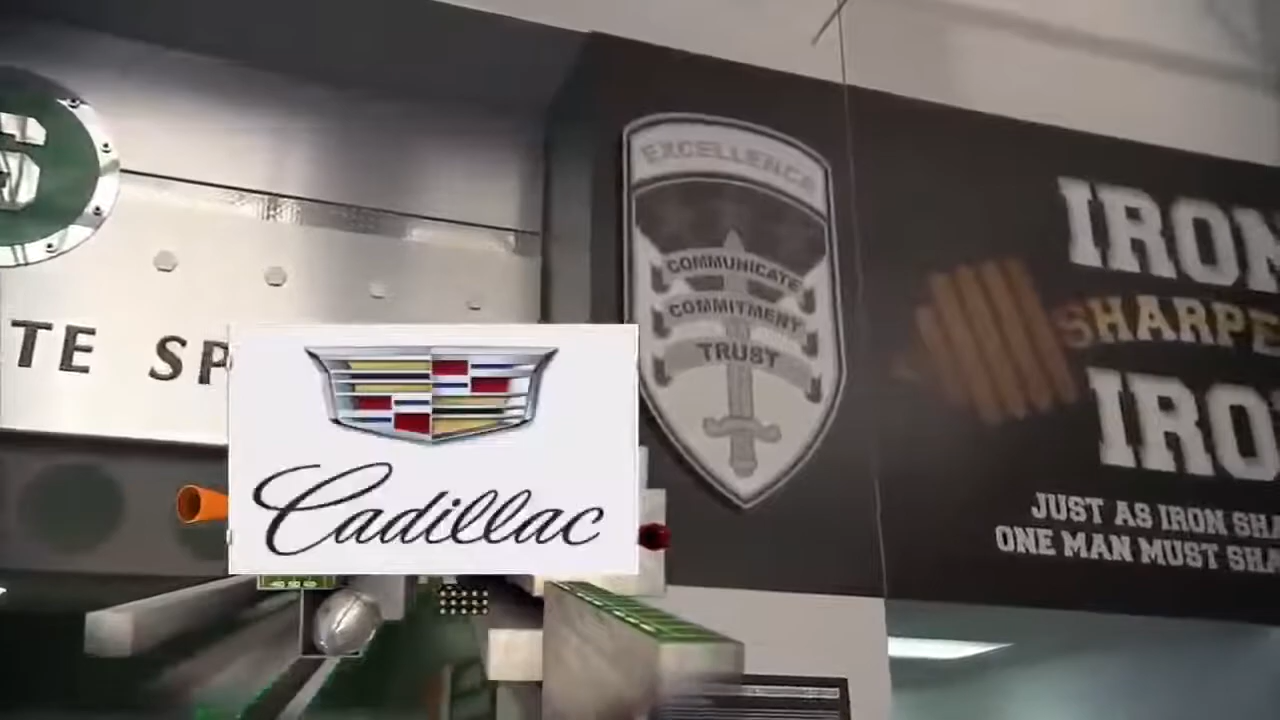 S
TE SP
Cadillac
EXCELLENCE
COMMUNICATE
COMMITMENT
TRUST
IRON
SHARPE
IRO
JUST AS IRON SHA
ONE MAN MUST SHA